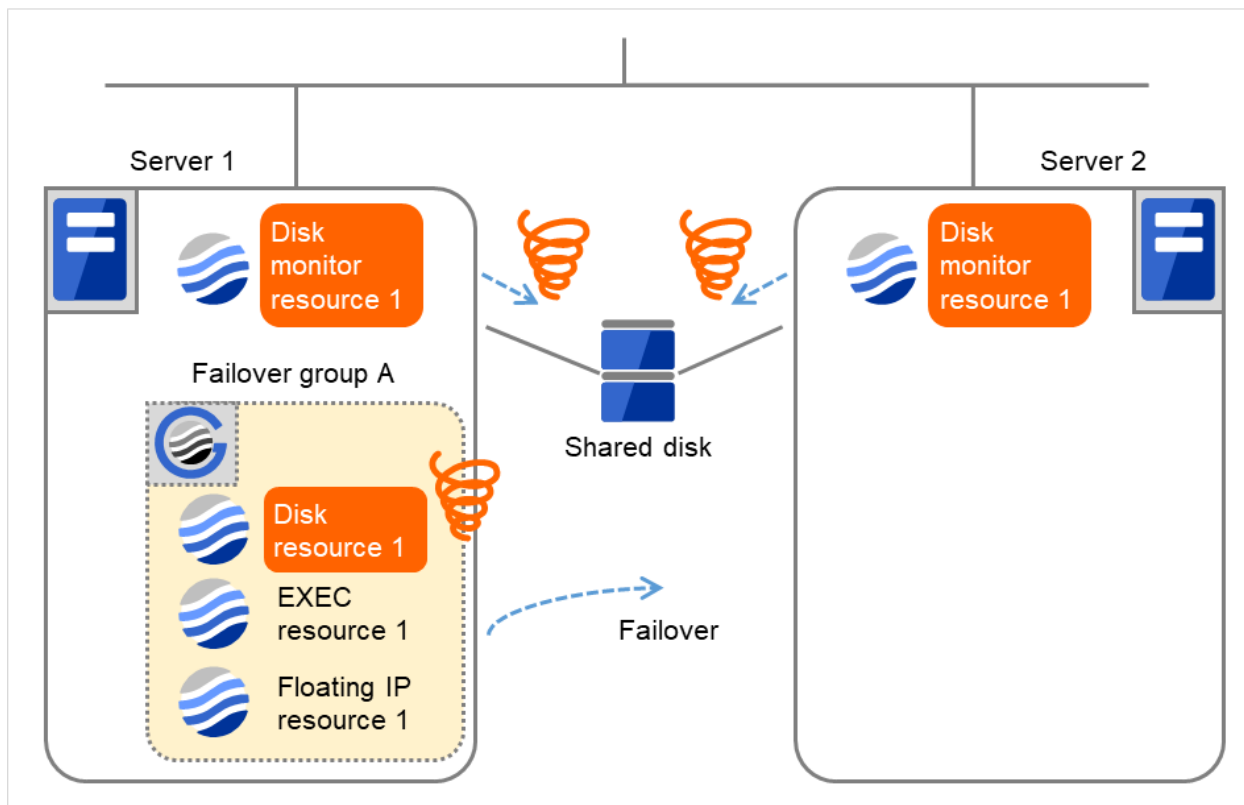 Server 1
Server 2
Disk
monitor
resource 1
Disk
monitor
resource 1
Failover group A
Shared disk
Disk
resource 1
EXEC
resource 1
Failover
Floating IP
resource 1